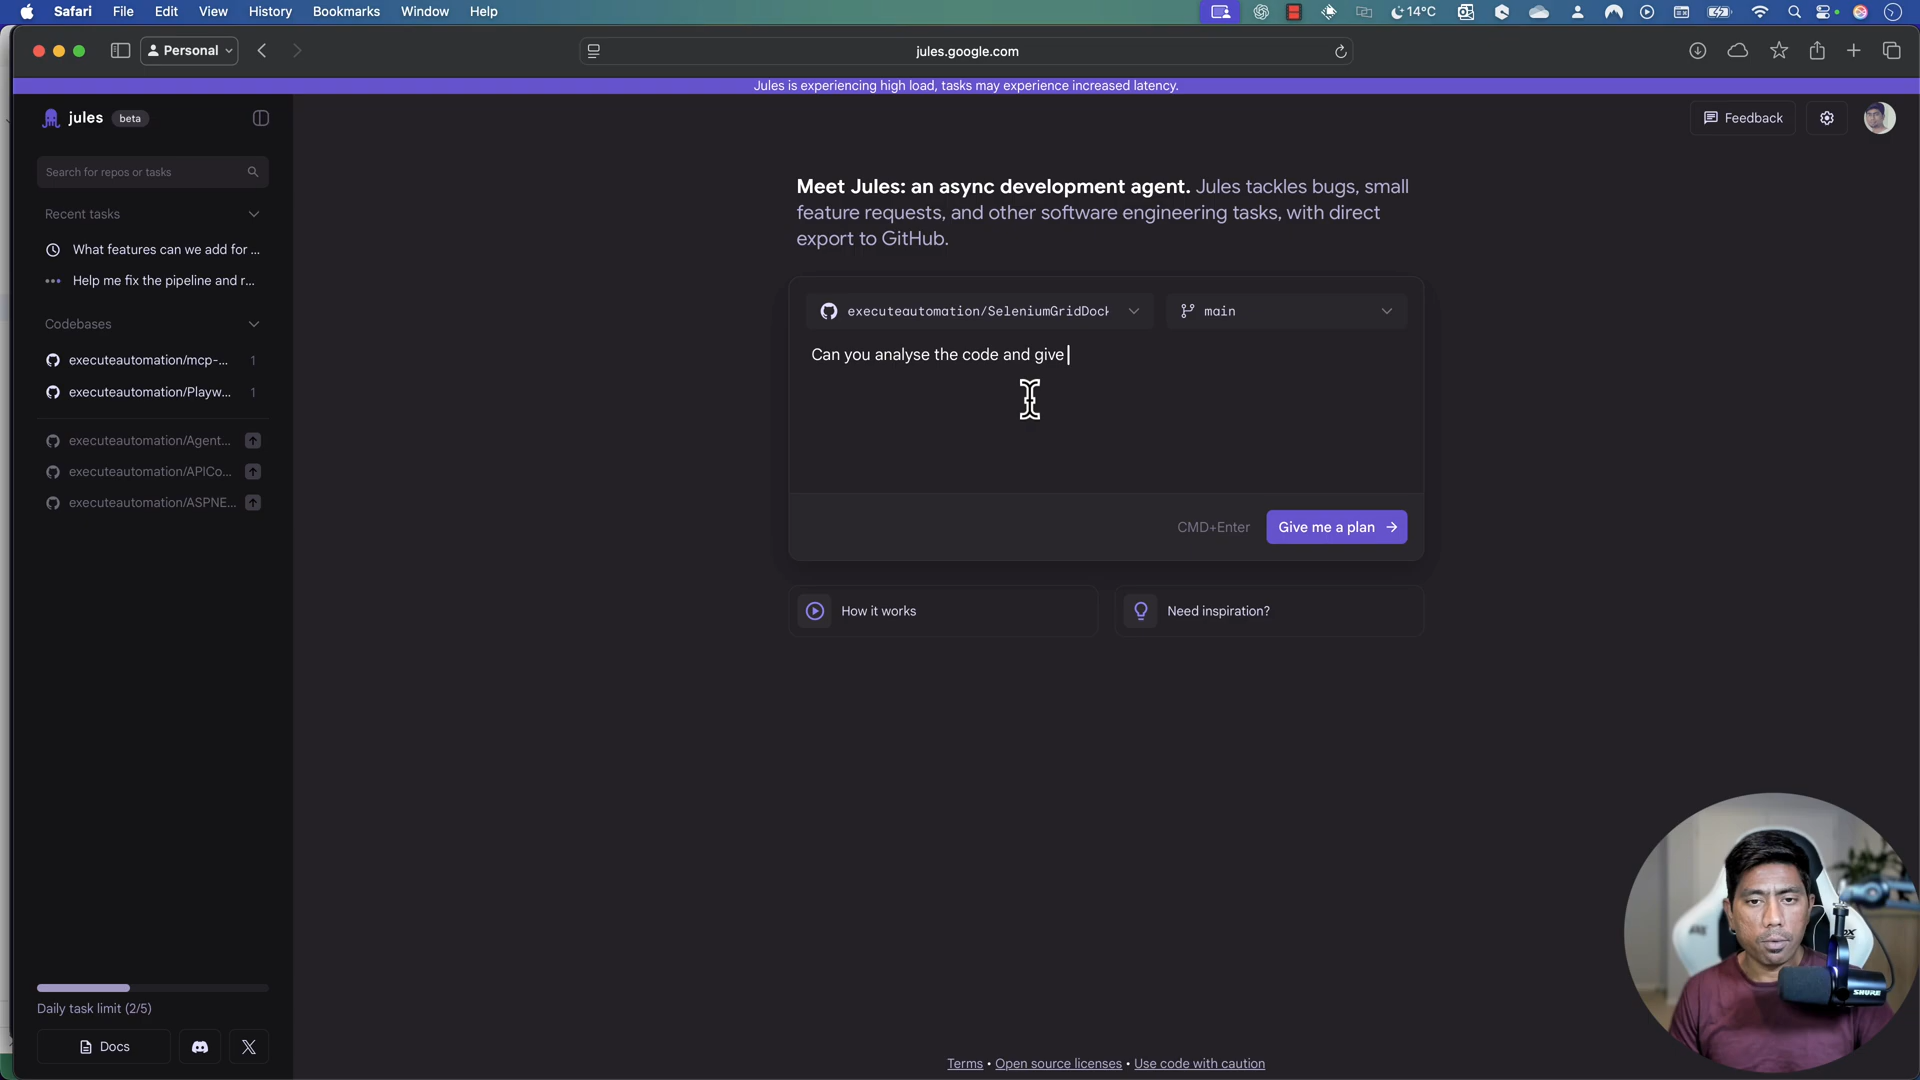 Safari File Edit View History Bookmarks Window Help 14°C
Personal jules.google.com
Jules is experiencing high load, tasks may experience increased latency.
jules beta
Feedback
Search for repos or tasks
Recent tasks
What features can we add for ...
Help me fix the pipeline and r...
Codebases
executeautomation/mcp-... 1
executeautomation/Playw... 1
executeautomation/Agent...
executeautomation/APICo...
executeautomation/ASPNE...
Daily task limit (2/5)
Docs
Meet Jules: an async development agent. Jules tackles bugs, small
feature requests, and other software engineering tasks, with direct
export to GitHub.
executeautomation/SeleniumGridDock main
Can you analyse the code and give
CMD+Enter Give me a plan
How it works Need inspiration?
Terms • Open source licenses • Use code with caution
SHURE